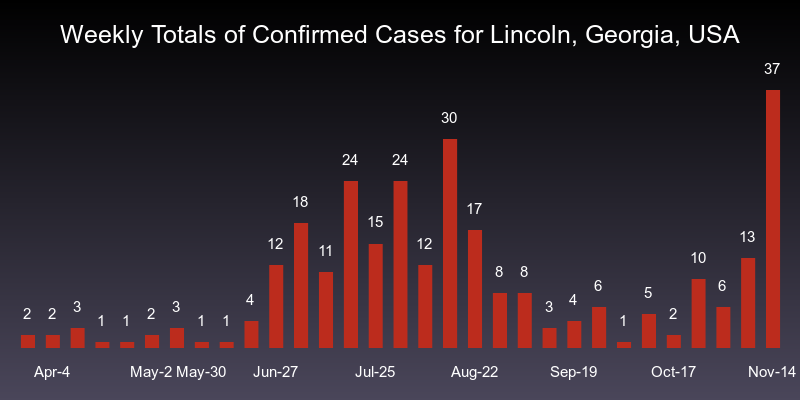 Weekly Totals of Confirmed Cases for Lincoln, Georgia, USA
2 2 3 1 1 2 3 1 1 4 12 18 11 24 15 24 12 30 17 8 8 3 4 6 1 5 2 10 6 13 37
Apr-4 May-2 May-30 Jun-27 Jul-25 Aug-22 Sep-19 Oct-17 Nov-14